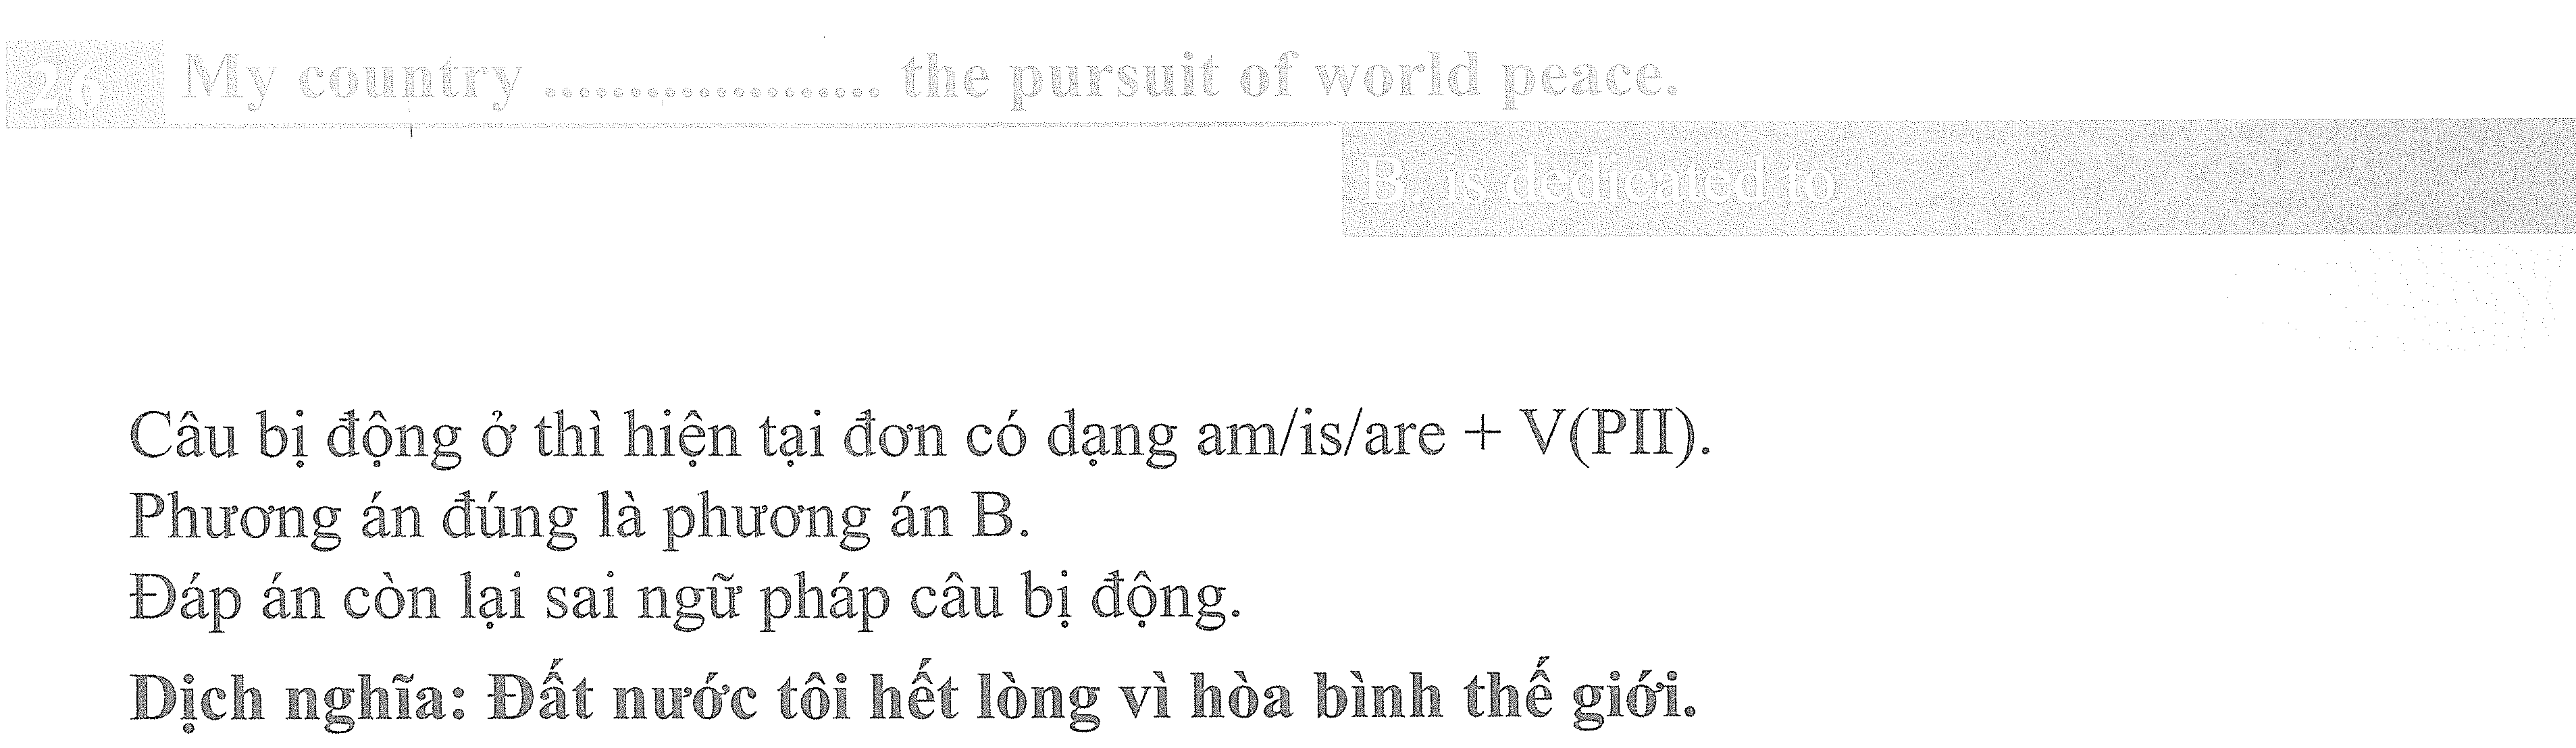 26 My country .................... the pursuit of world peace.
B. is dedicated to
Câu bị động ở thì hiện tại đơn có dạng am/is/are + V(PII).
Phương án đúng là phương án B.
Đáp án còn lại sai ngữ pháp câu bị động.
Dịch nghĩa: Đất nước tôi hết lòng vì hòa bình thế giới.